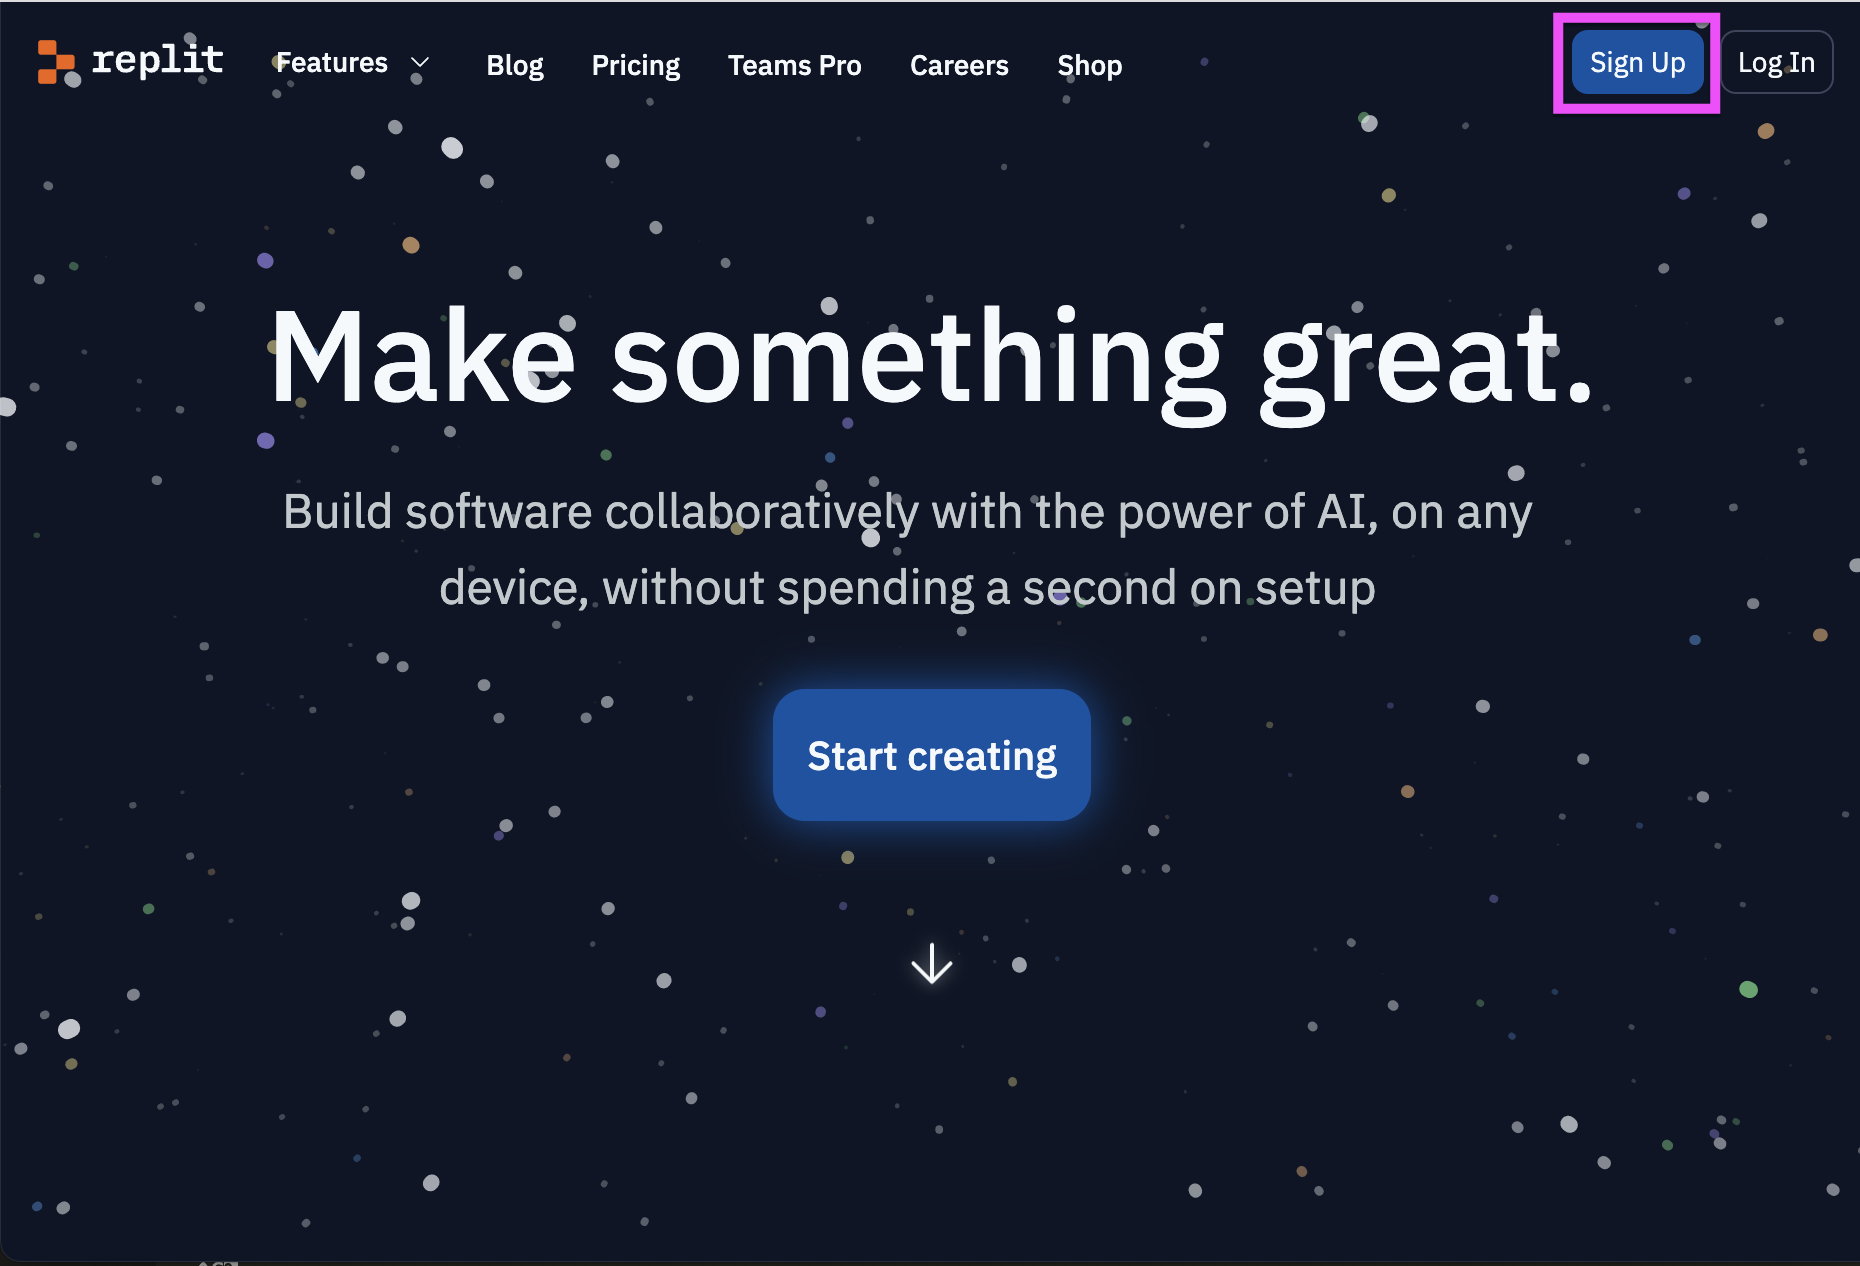 replit
Features
Blog
Pricing
Teams Pro
Careers
Shop
Sign Up
Log In
Make something great.
Build software collaboratively with the power of AI, on any
device, without spending a second on setup
Start creating